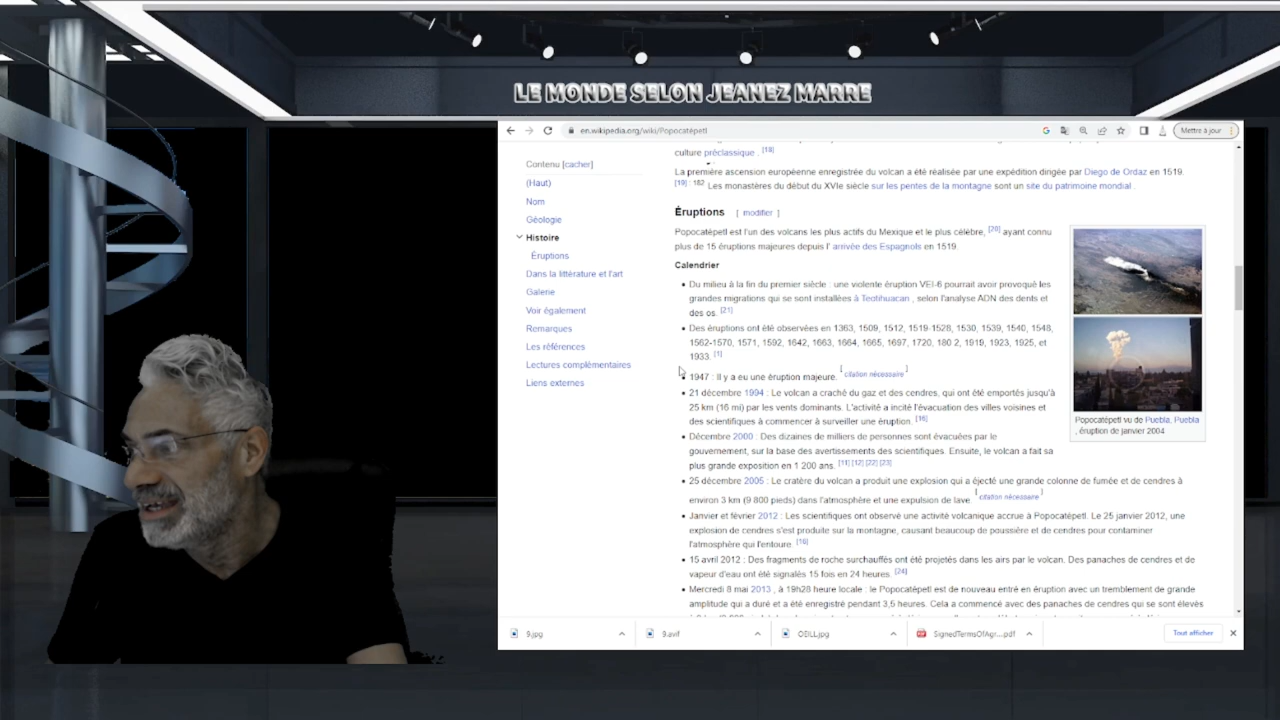 LE MONDE SELON JEANEZ MARRE
en.wikipedia.org/wiki/Popocatépetl
Mettre à jour
Contenu [cacher]
(Haut)
Nom
Géologie
Histoire
Éruptions
Dans la littérature et l'art
Galerie
Voir également
Remarques
Les références
Lectures complémentaires
Liens externes
culture préclassique . [18]
La première ascension européenne enregistrée du volcan a été réalisée par une expédition dirigée par Diego de Ordaz en 1519.
[19] : 182 Les monastères du début du XVIe siècle sur les pentes de la montagne sont un site du patrimoine mondial .
Éruptions [ modifier ]
Popocatépetl est l'un des volcans les plus actifs du Mexique et le plus célèbre, [20] ayant connu
plus de 15 éruptions majeures depuis l' arrivée des Espagnols en 1519.
Calendrier
Du milieu à la fin du premier siècle : une violente éruption VEI-6 pourrait avoir provoqué les
grandes migrations qui se sont installées à Teotihuacan , selon l'analyse ADN des dents et
des os. [21]
Des éruptions ont été observées en 1363, 1509, 1512, 1519-1528, 1530, 1539, 1540, 1548,
1562-1570, 1571, 1592, 1642, 1663, 1664, 1665, 1697, 1720, 180 2, 1919, 1923, 1925, et
1933. [1]
1947 : Il y a eu une éruption majeure. [ citation nécessaire ]
21 décembre 1994 : Le volcan a craché du gaz et des cendres, qui ont été emportés jusqu'à
25 km (16 mi) par les vents dominants. L'activité a incité l'évacuation des villes voisines et
des scientifiques à commencer à surveiller une éruption. [16]
Décembre 2000 : Des dizaines de milliers de personnes sont évacuées par le
gouvernement, sur la base des avertissements des scientifiques. Ensuite, le volcan a fait sa
plus grande exposition en 1 200 ans. [11] [12] [22] [23]
25 décembre 2005 : Le cratère du volcan a produit une explosion qui a éjecté une grande colonne de fumée et de cendres à
environ 3 km (9 800 pieds) dans l'atmosphère et une expulsion de lave. [ citation nécessaire ]
Janvier et février 2012 : Les scientifiques ont observé une activité volcanique accrue à Popocatépetl. Le 25 janvier 2012, une
explosion de cendres s'est produite sur la montagne, causant beaucoup de poussière et de cendres pour contaminer
l'atmosphère qui l'entoure. [16]
15 avril 2012 : Des fragments de roche surchauffés ont été projetés dans les airs par le volcan. Des panaches de cendres et de
vapeur d'eau ont été signalés 15 fois en 24 heures. [24]
Mercredi 8 mai 2013 , à 19h28 heure locale : le Popocatépetl est de nouveau entré en éruption avec un tremblement de grande
amplitude qui a duré et a été enregistré pendant 3,5 heures. Cela a commencé avec des panaches de cendres qui se sont élevés
Popocatépetl vu de Puebla, Puebla
, éruption de janvier 2004
9.jpg
9.avif
OEILL.jpg
SignedTermsOfAgr....pdf
Tout afficher